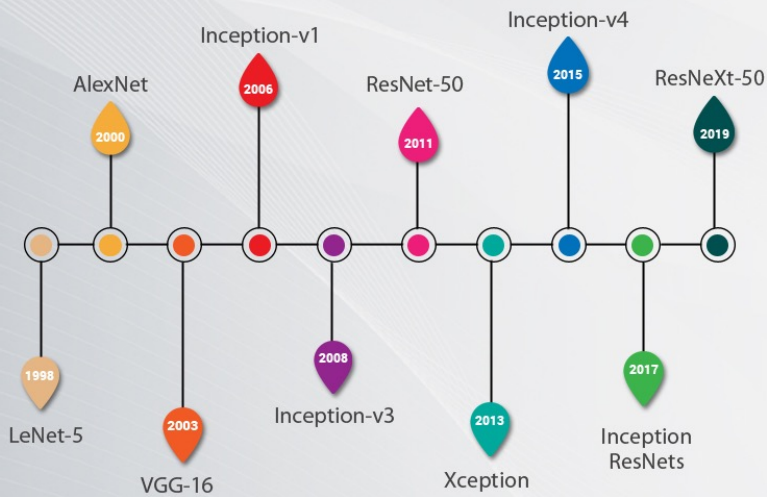 Inception-v4
Inception-v1
2015
AlexNet
2006
ResNet-50
ResNeXt-50
2000
2011
2019
2008
2017
1998
Inception-v3
2003
2013
LeNet-5
Inception
ResNets
Xception
VGG-16